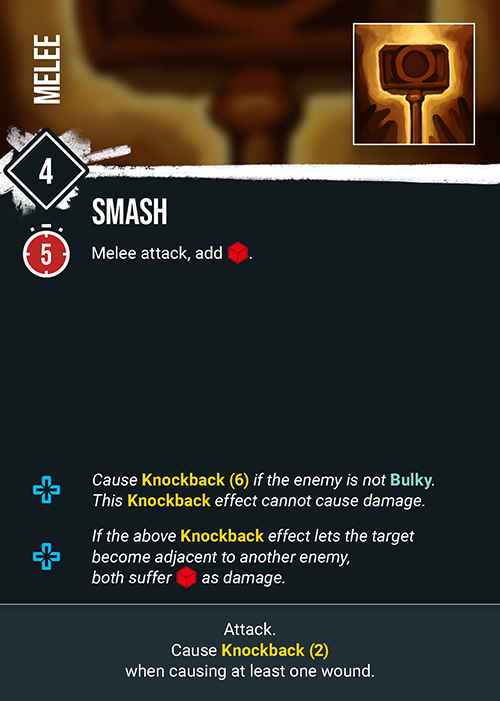 MELEE
4
SMASH
5
Melee attack, add .
Cause Knockback (6) if the enemy is not Bulky.
This Knockback effect cannot cause damage.
If the above Knockback effect lets the target
become adjacent to another enemy,
both suffer as damage.
Attack.
Cause Knockback (2)
when causing at least one wound.